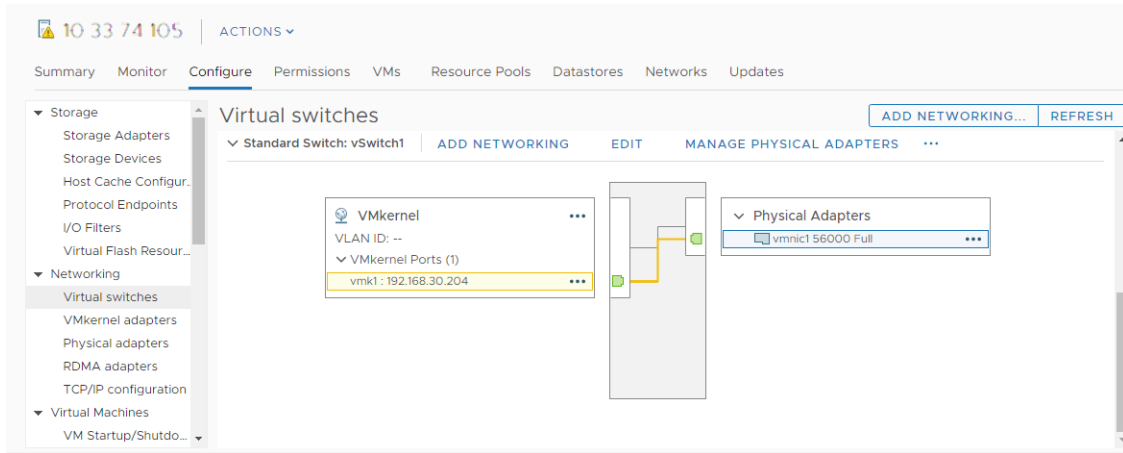 10 33 74 105 ACTIONS
Summary Monitor Configure Permissions VMs Resource Pools Datastores Networks Updates
Storage
Storage Adapters
Storage Devices
Host Cache Configur..
Protocol Endpoints
I/O Filters
Virtual Flash Resour...
Networking
Virtual switches
VMkernel adapters
Physical adapters
RDMA adapters
TCP/IP configuration
Virtual Machines
VM Startup/Shutdo...
Virtual switches
ADD NETWORKING... REFRESH
Standard Switch: vSwitch1 ADD NETWORKING EDIT MANAGE PHYSICAL ADAPTERS ...
VMkernel ...
VLAN ID: --
VMkernel Ports (1)
vmk1 : 192.168.30.204 ...
Physical Adapters
vmnic1 56000 Full ...